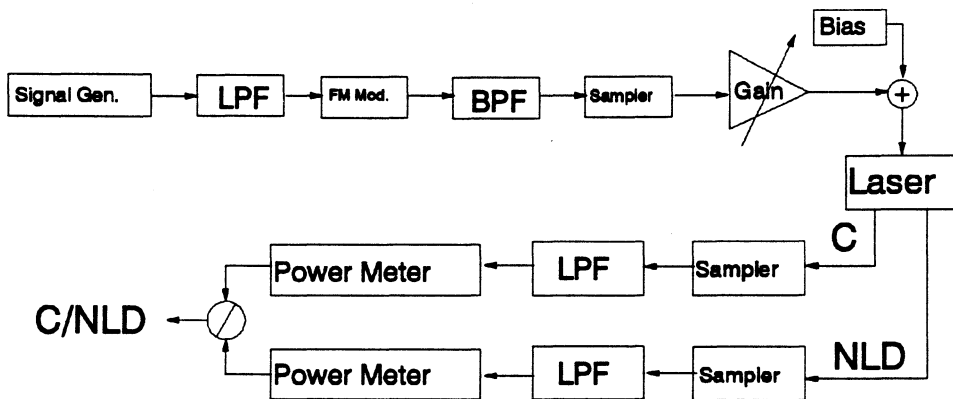 Bias
Signal Gen.
LPF
FM Mod.
BPF
Sampler
Gain
+
Laser
C
Power Meter
LPF
Sampler
C/NLD
NLD
Power Meter
LPF
Sampler